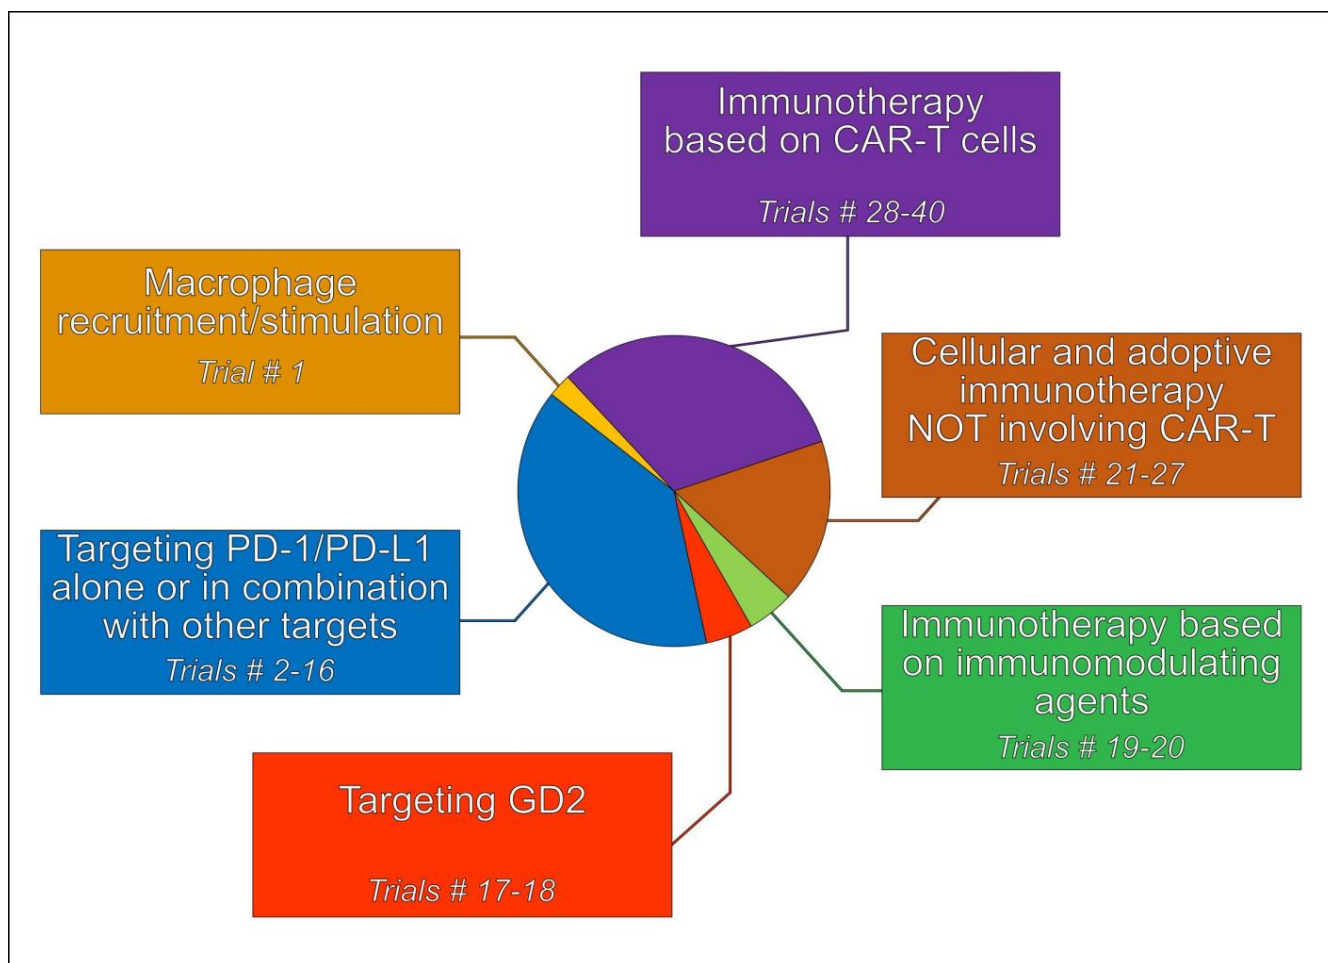 Immunotherapy
based on CAR-T cells
Trials # 28-40
Macrophage
recruitment/stimulation
Trial # 1
Cellular and adoptive
immunotherapy
NOT involving CAR-T
Trials # 21-27
Targeting PD-1/PD-L1
alone or in combination
with other targets
Trials # 2-16
Immunotherapy based
on immunomodulating
agents
Trials # 19-20
Targeting GD2
Trials # 17-18